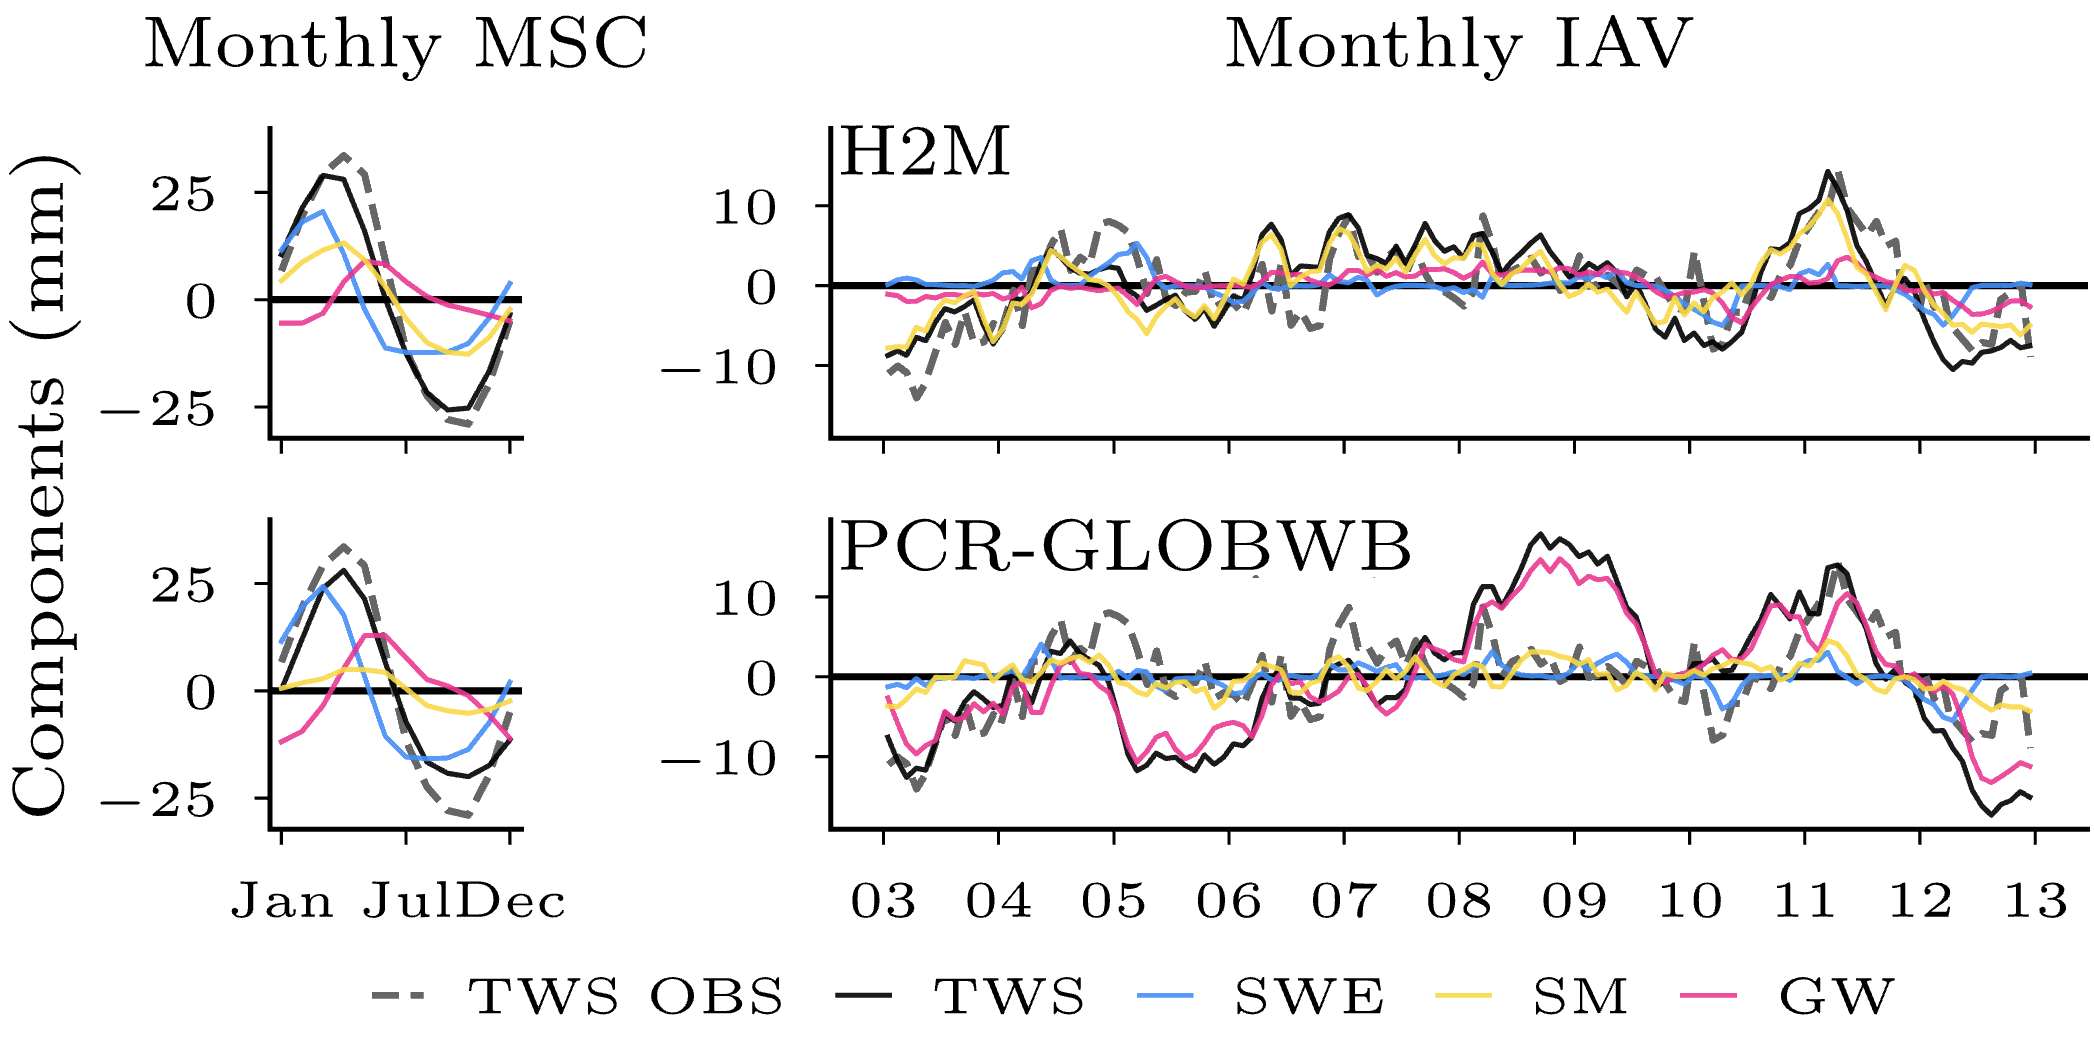 Monthly MSC
Monthly IAV
Components (mm)
25
0
−25
H2M
10
0
−10
25
0
−25
PCR-GLOBWB
10
0
−10
Jan Jul Dec
03 04 05 06 07 08 09 10 11 12 13
TWS OBS TWS SWE SM GW